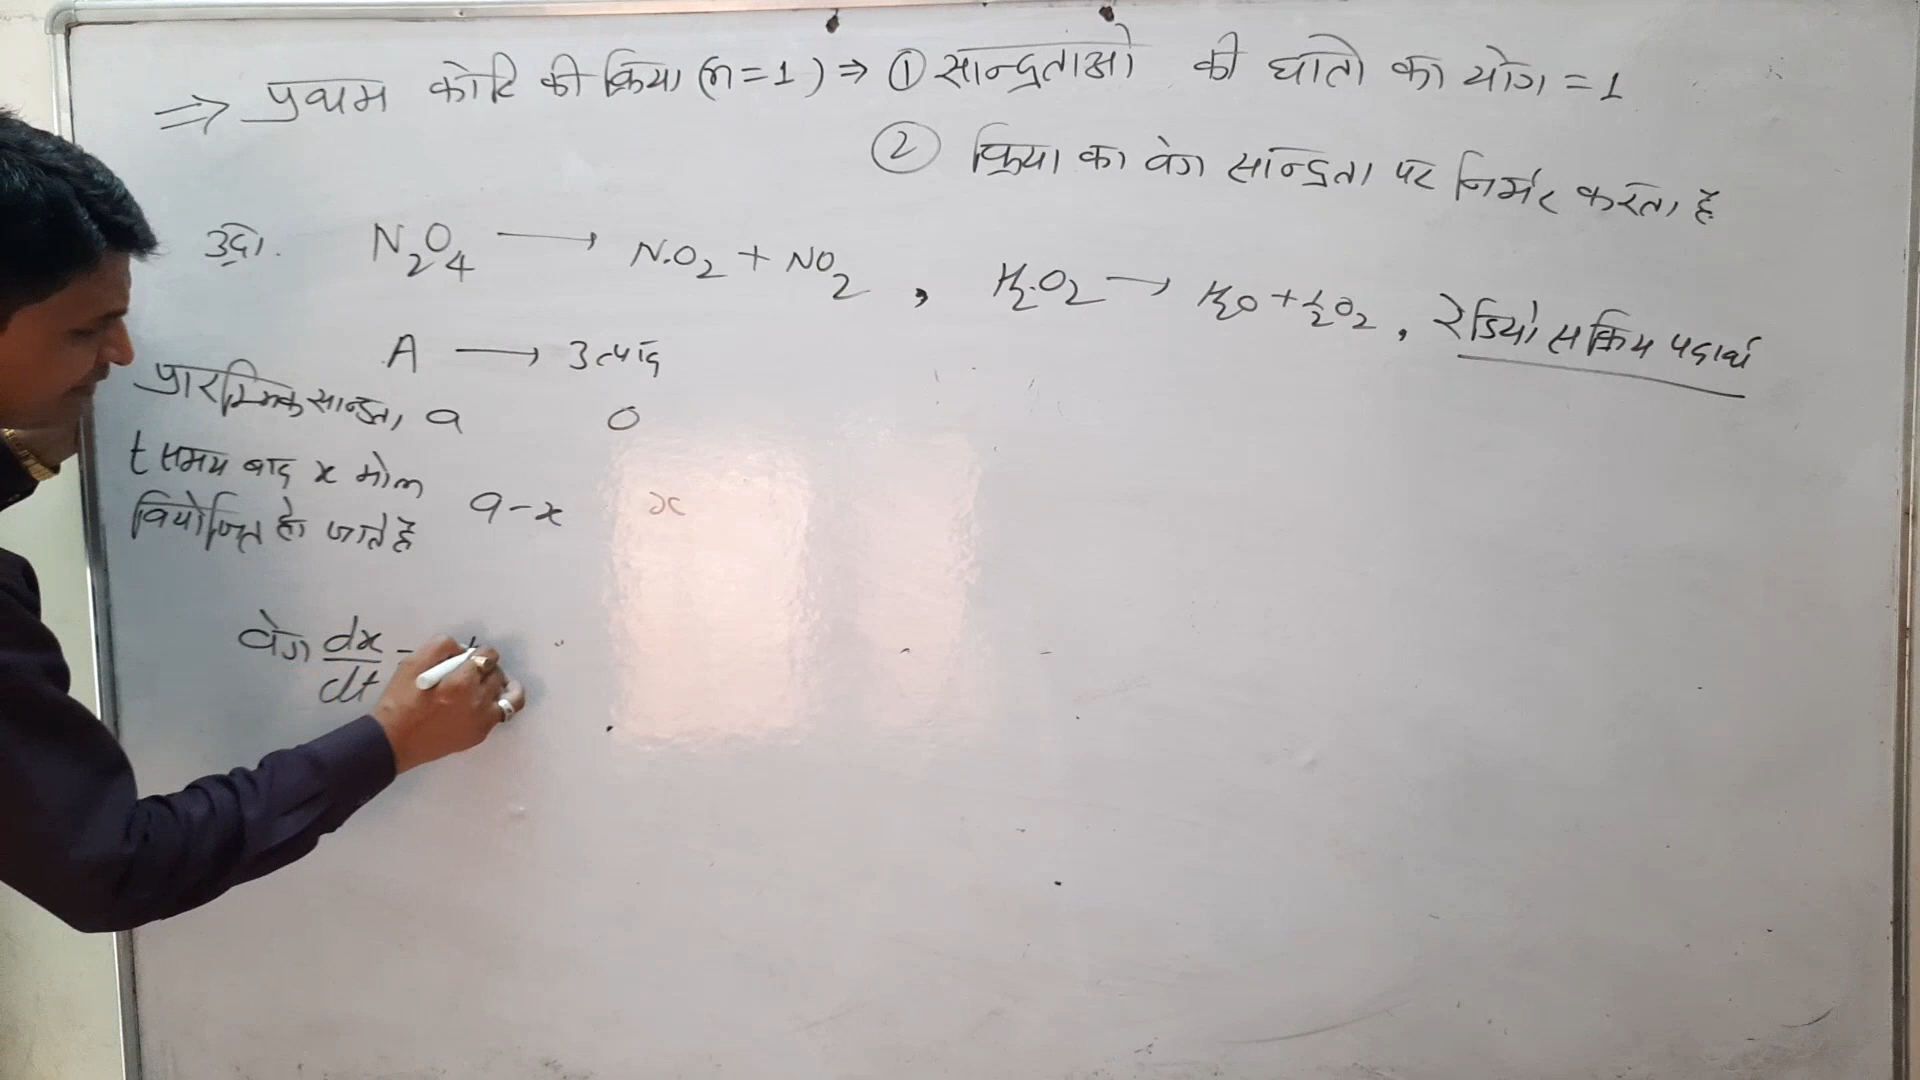 ⇒ प्रथम कोटि की क्रिया (n=1) ⇒ ① सान्द्रताओ की घातो का योग = 1
② क्रिया का वेग सान्द्रता पर निर्भर करता है
उदा. N₂O₄ ⟶ NO₂ + NO₂ , H₂O₂ ⟶ H₂O + ½O₂ , रेडियो सक्रिय पदार्थ
A ⟶ उत्पाद
प्रारम्भिक सान्द्रता a 0
t समय बाद x मोल
वियोजित हो जाते है a-x x
वेग dx/dt =